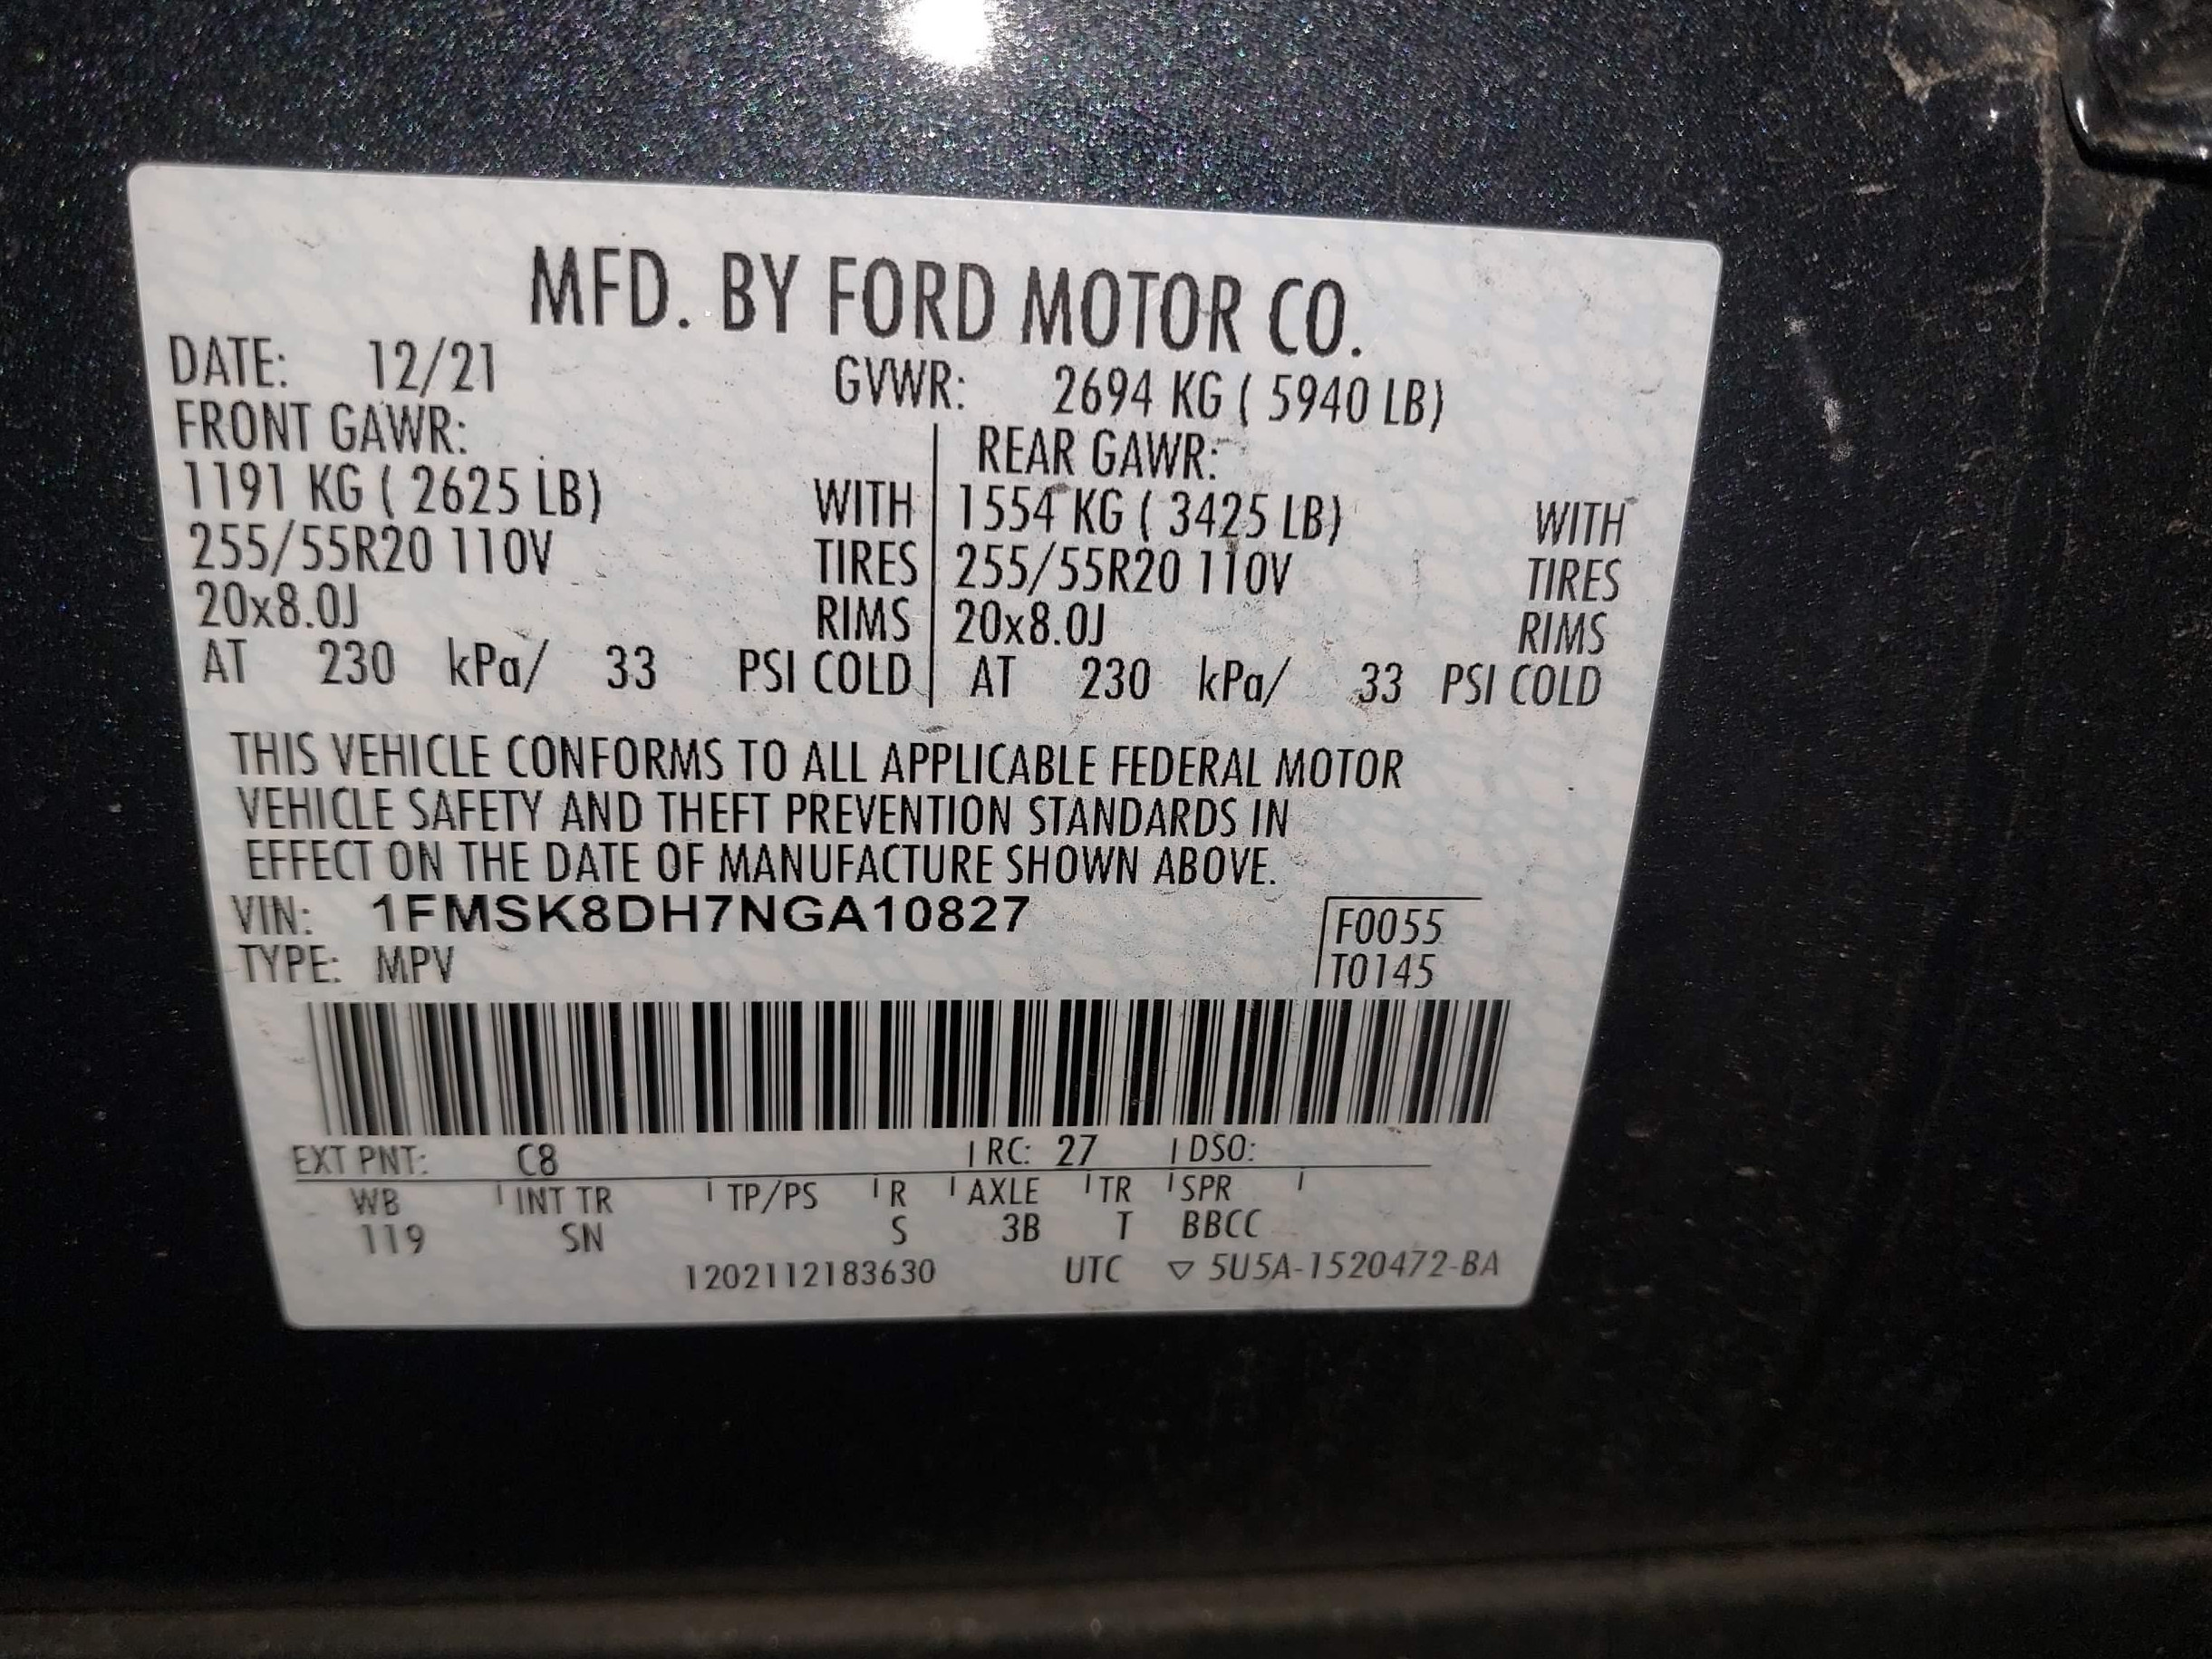 MFD. BY FORD MOTOR CO.
DATE: 12/21 GVWR: 2694 KG ( 5940 LB)
FRONT GAWR: REAR GAWR:
1191 KG ( 2625 LB) WITH 1554 KG ( 3425 LB) WITH
255/55R20 110V TIRES 255/55R20 110V TIRES
20x8.0J RIMS 20x8.0J RIMS
AT 230 kPa/ 33 PSI COLD AT 230 kPa/ 33 PSI COLD
THIS VEHICLE CONFORMS TO ALL APPLICABLE FEDERAL MOTOR
VEHICLE SAFETY AND THEFT PREVENTION STANDARDS IN
EFFECT ON THE DATE OF MANUFACTURE SHOWN ABOVE.
VIN: 1FMSK8DH7NGA10827 F0055
TYPE: MPV T0145
EXT PNT: C8 RC: 27 DSO:
WB INT TR TP/PS R AXLE TR SPR
119 SN S 3B T BBCC
1202112183630 UTC ▽ 5U5A-1520472-BA